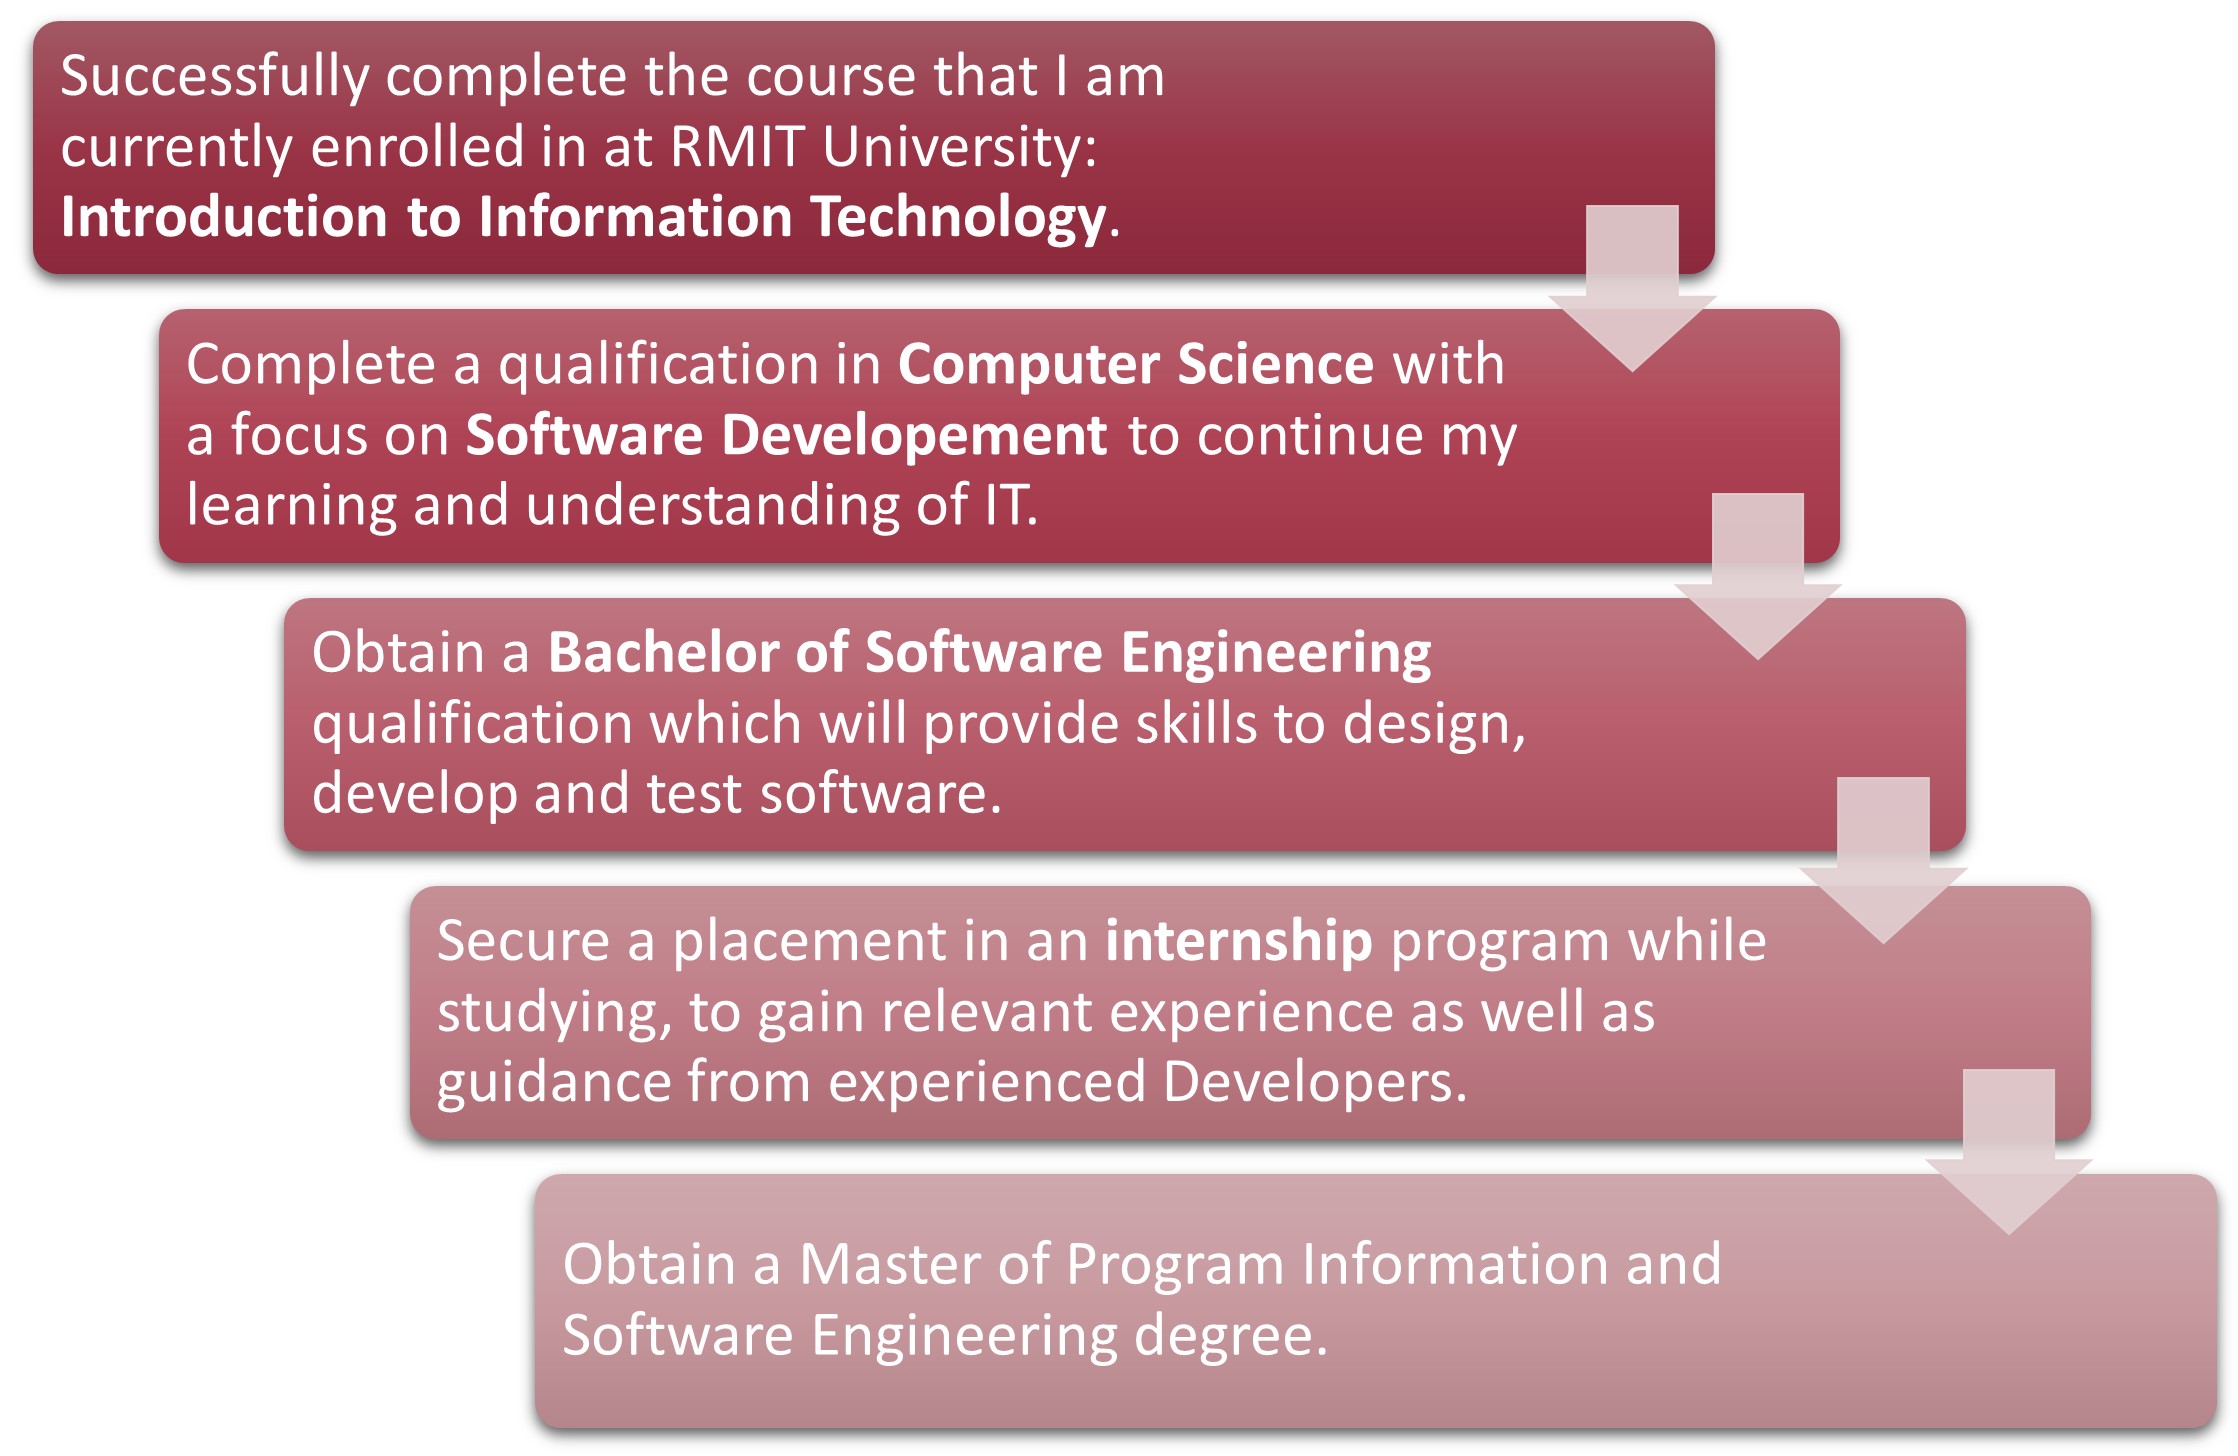 Successfully complete the course that I am
currently enrolled in at RMIT University:
Introduction to Information Technology.
Complete a qualification in Computer Science with
a focus on Software Developement to continue my
learning and understanding of IT.
Obtain a Bachelor of Software Engineering
qualification which will provide skills to design,
develop and test software.
Secure a placement in an internship program while
studying, to gain relevant experience as well as
guidance from experienced Developers.
Obtain a Master of Program Information and
Software Engineering degree.